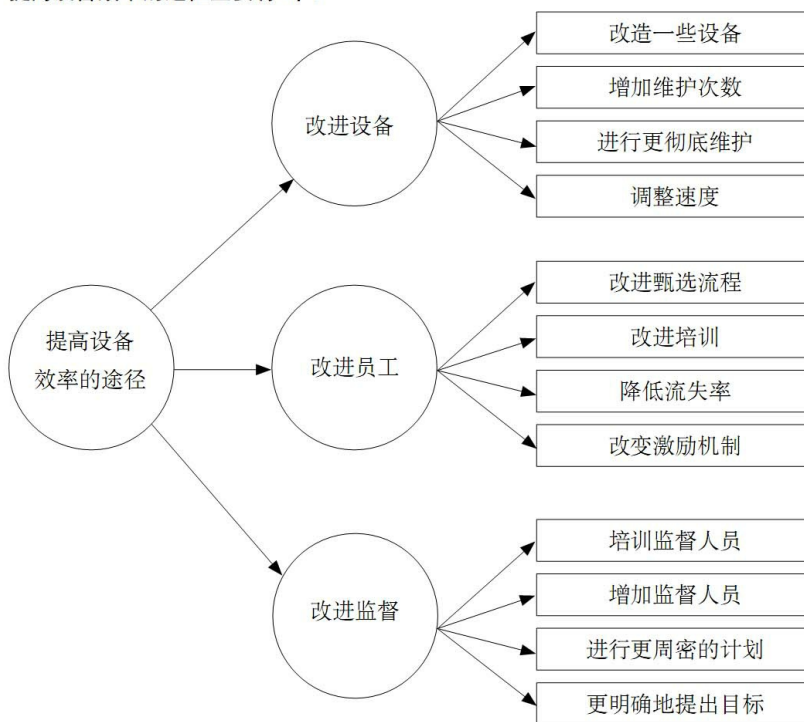 改造一些设备
增加维护次数
改进设备
进行更彻底维护
调整速度
改进甄选流程
提高设备
效率的途径
改进员工
改进培训
降低流失率
改变激励机制
培训监督人员
增加监督人员
改进监督
进行更周密的计划
更明确地提出目标